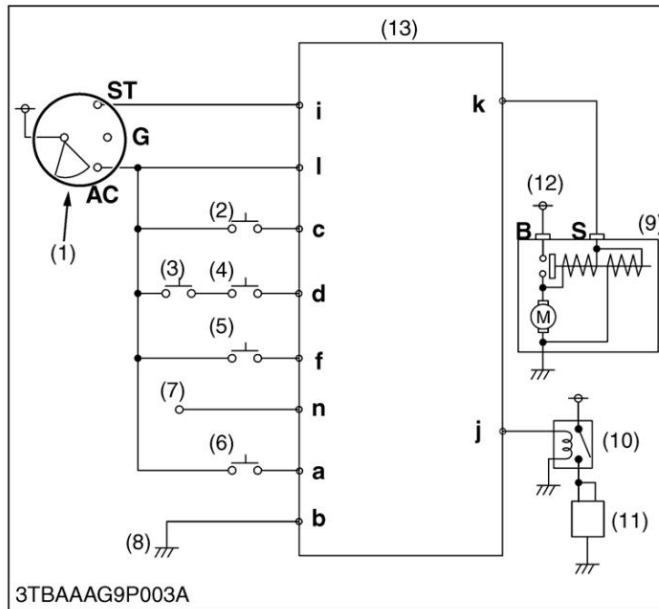 (13)
ST
i
k
G
l
AC
(12)
(1)
(2)
c
B
S
(9)
(3)
(4)
d
M
(5)
f
(7)
n
j
(10)
(6)
a
(11)
b
(8)
3TBAAAG9P003A